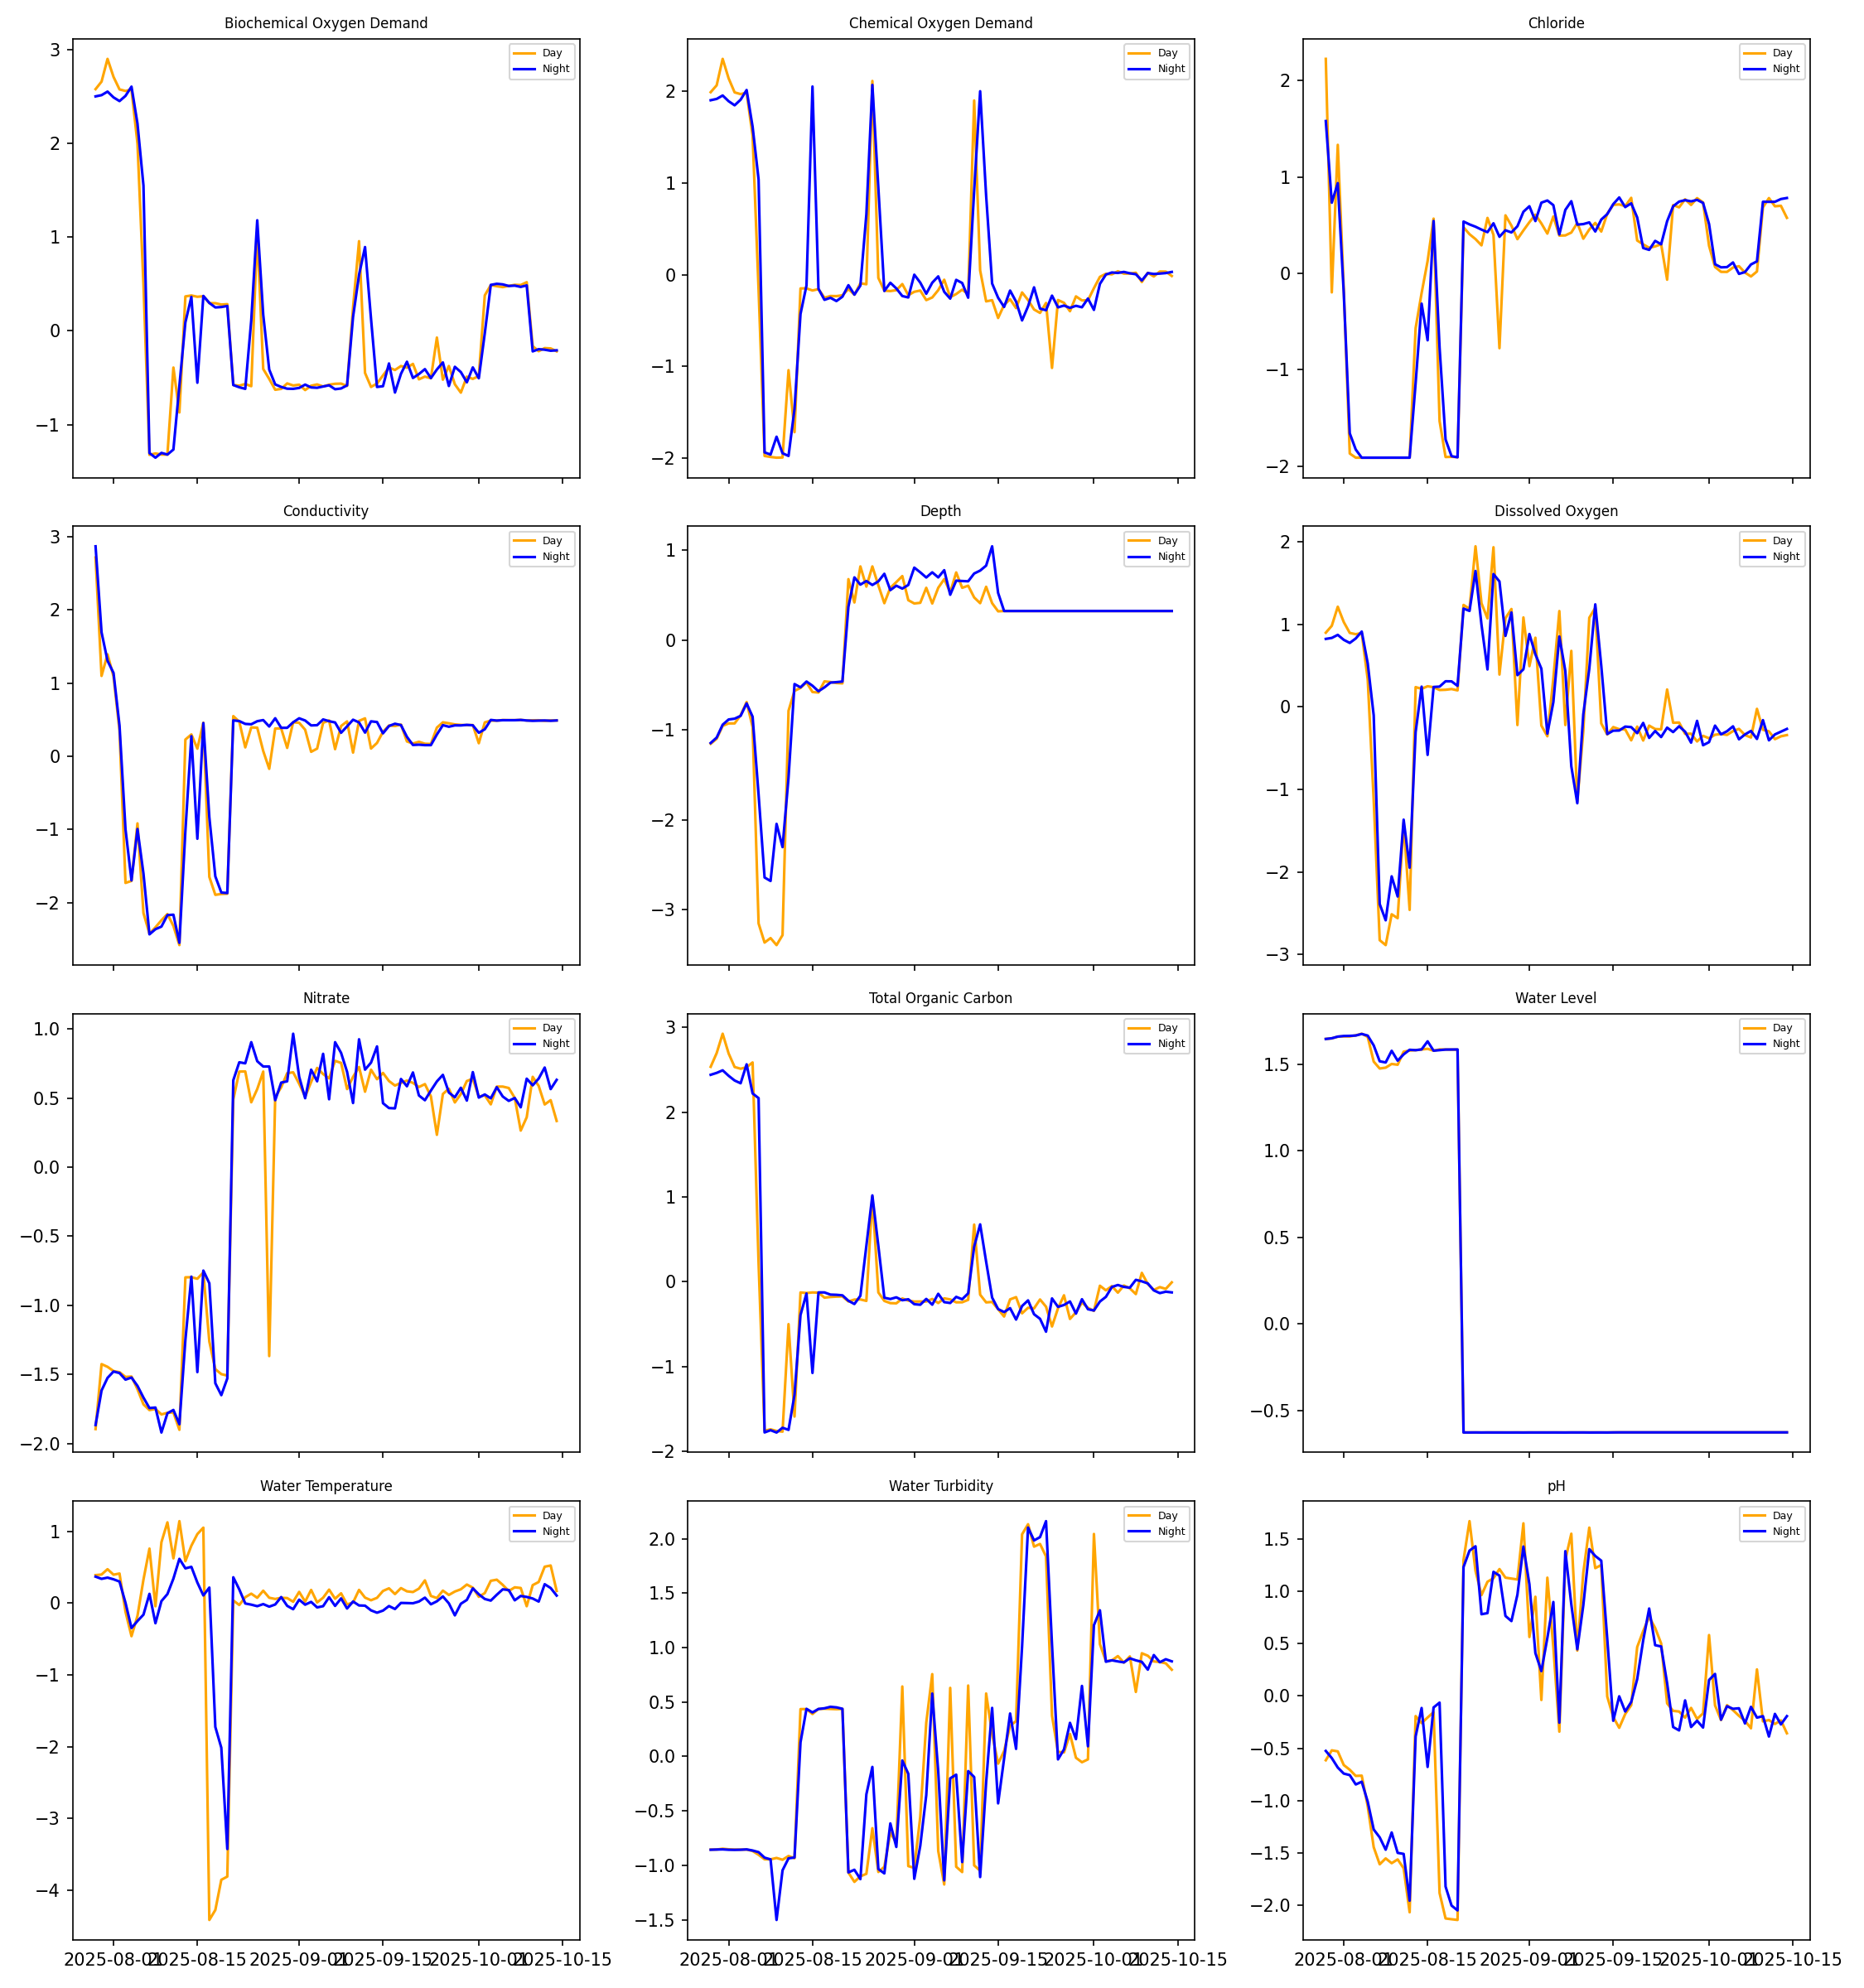 Biochemical Oxygen Demand
Day
Night
3
2
1
0
−1
Chemical Oxygen Demand
Day
Night
2
1
0
−1
−2
Chloride
Day
Night
2
1
0
−1
−2
Conductivity
Day
Night
3
2
1
0
−1
−2
Depth
Day
Night
1
0
−1
−2
−3
Dissolved Oxygen
Day
Night
2
1
0
−1
−2
−3
Nitrate
Day
Night
1.0
0.5
0.0
−0.5
−1.0
−1.5
−2.0
Total Organic Carbon
Day
Night
3
2
1
0
−1
−2
Water Level
Day
Night
1.5
1.0
0.5
0.0
−0.5
Water Temperature
Day
Night
1
0
−1
−2
−3
−4
2025-08-01 2025-08-15 2025-09-01 2025-09-15 2025-10-01 2025-10-15
Water Turbidity
Day
Night
2.0
1.5
1.0
0.5
0.0
−0.5
−1.0
−1.5
2025-08-01 2025-08-15 2025-09-01 2025-09-15 2025-10-01 2025-10-15
pH
Day
Night
1.5
1.0
0.5
0.0
−0.5
−1.0
−1.5
−2.0
2025-08-01 2025-08-15 2025-09-01 2025-09-15 2025-10-01 2025-10-15